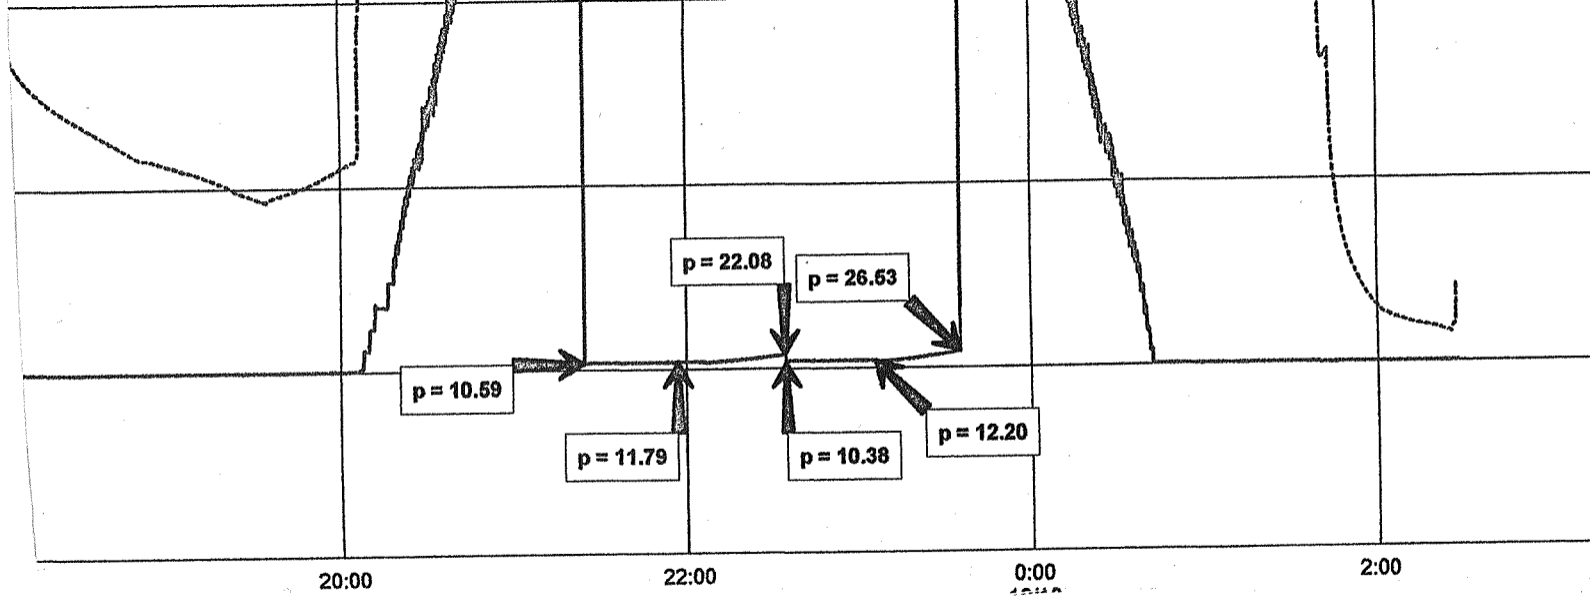 p = 22.08
p = 26.53
p = 10.59
p = 12.20
p = 11.79
p = 10.38
20:00
22:00
0:00
2:00